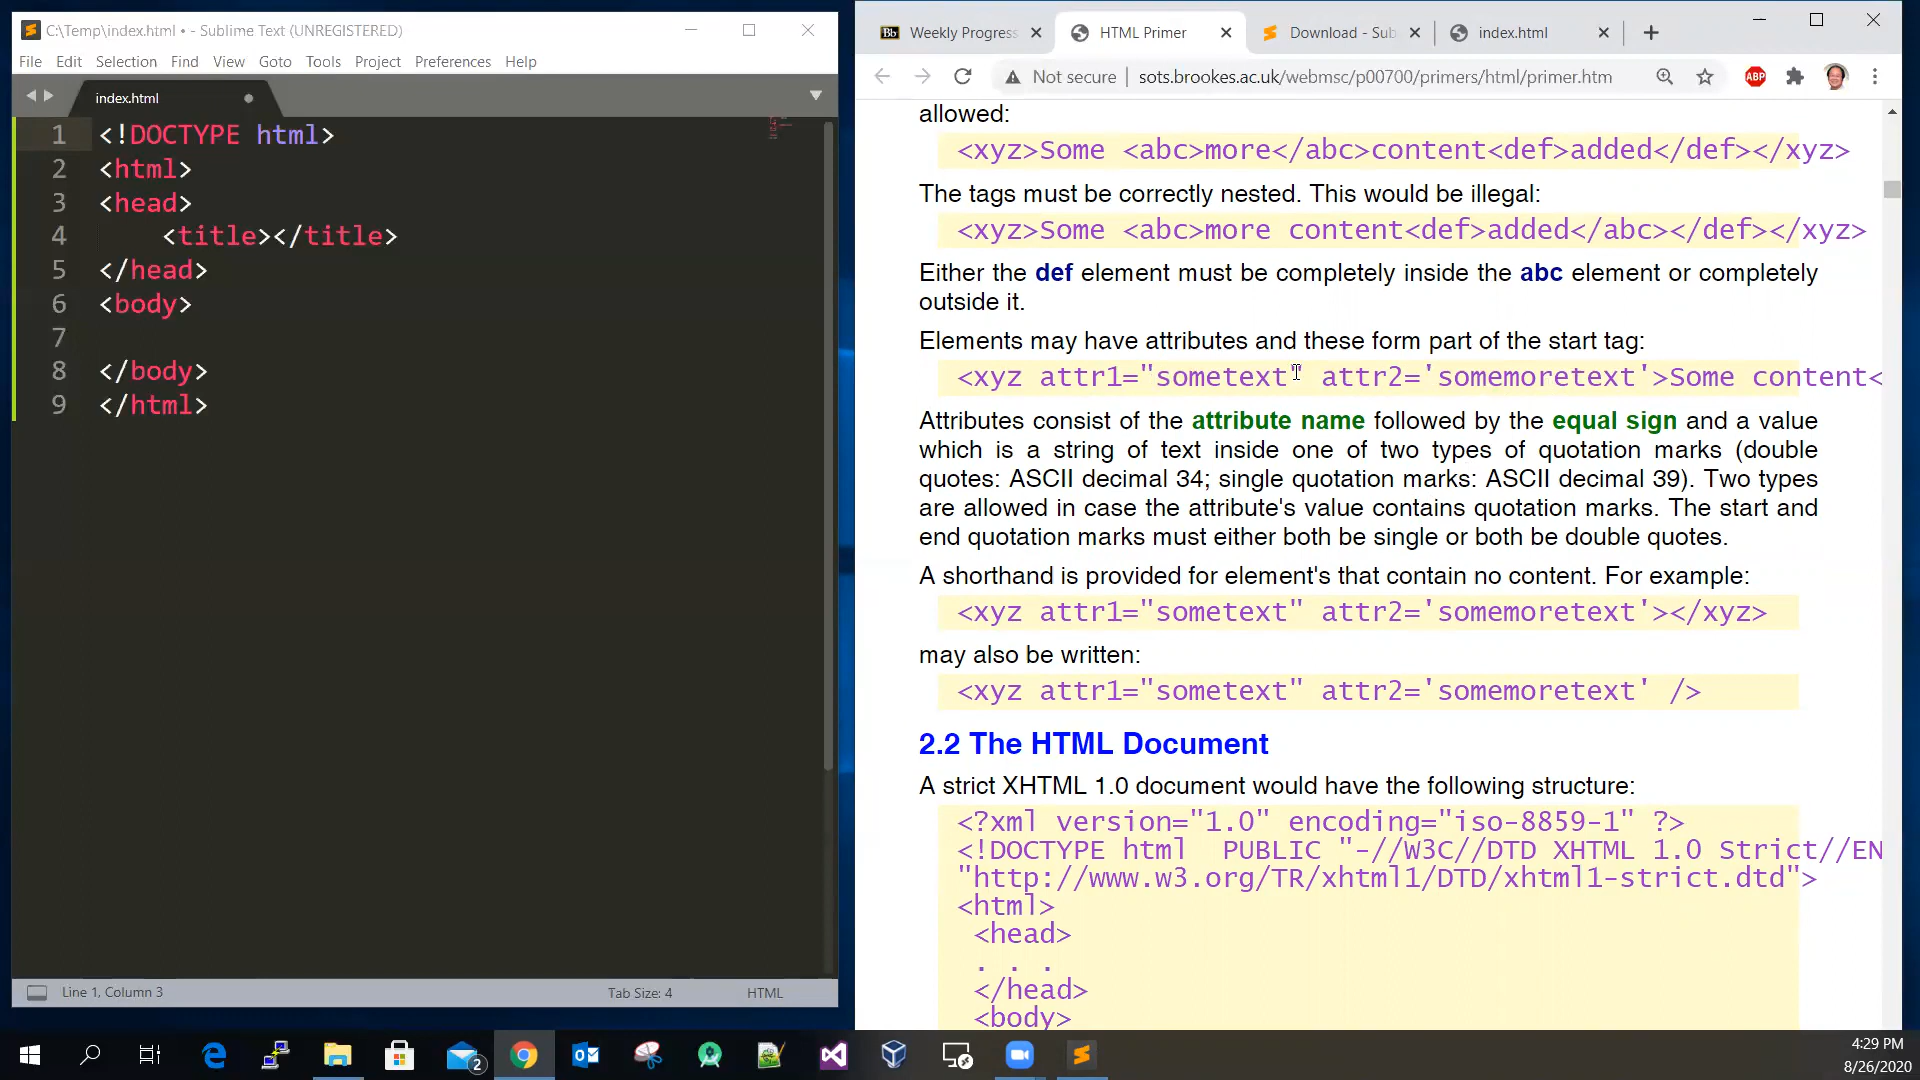 C:\Temp\index.html • - Sublime Text (UNREGISTERED)
File Edit Selection Find View Goto Tools Project Preferences Help
index.html
1 <!DOCTYPE html>
2 <html>
3 <head>
4 <title></title>
5 </head>
6 <body>
7
8 </body>
9 </html>
Line 1, Column 3 Tab Size: 4 HTML
Bb Weekly Progress HTML Primer Download - Sub index.html
Not secure sots.brookes.ac.uk/webmsc/p00700/primers/html/primer.htm ABP
allowed:
<xyz>Some <abc>more</abc>content<def>added</def></xyz>
The tags must be correctly nested. This would be illegal:
<xyz>Some <abc>more content<def>added</abc></def></xyz>
Either the def element must be completely inside the abc element or completely
outside it.
Elements may have attributes and these form part of the start tag:
<xyz attr1="sometext" attr2='somemoretext'>Some content<
Attributes consist of the attribute name followed by the equal sign and a value
which is a string of text inside one of two types of quotation marks (double
quotes: ASCII decimal 34; single quotation marks: ASCII decimal 39). Two types
are allowed in case the attribute's value contains quotation marks. The start and
end quotation marks must either both be single or both be double quotes.
A shorthand is provided for element's that contain no content. For example:
<xyz attr1="sometext" attr2='somemoretext'></xyz>
may also be written:
<xyz attr1="sometext" attr2='somemoretext' />
2.2 The HTML Document
A strict XHTML 1.0 document would have the following structure:
<?xml version="1.0" encoding="iso-8859-1" ?>
<!DOCTYPE html PUBLIC "-//W3C//DTD XHTML 1.0 Strict//EN
"http://www.w3.org/TR/xhtml1/DTD/xhtml1-strict.dtd">
<html>
<head>
. . .
</head>
<body>
2
4:29 PM
8/26/2020